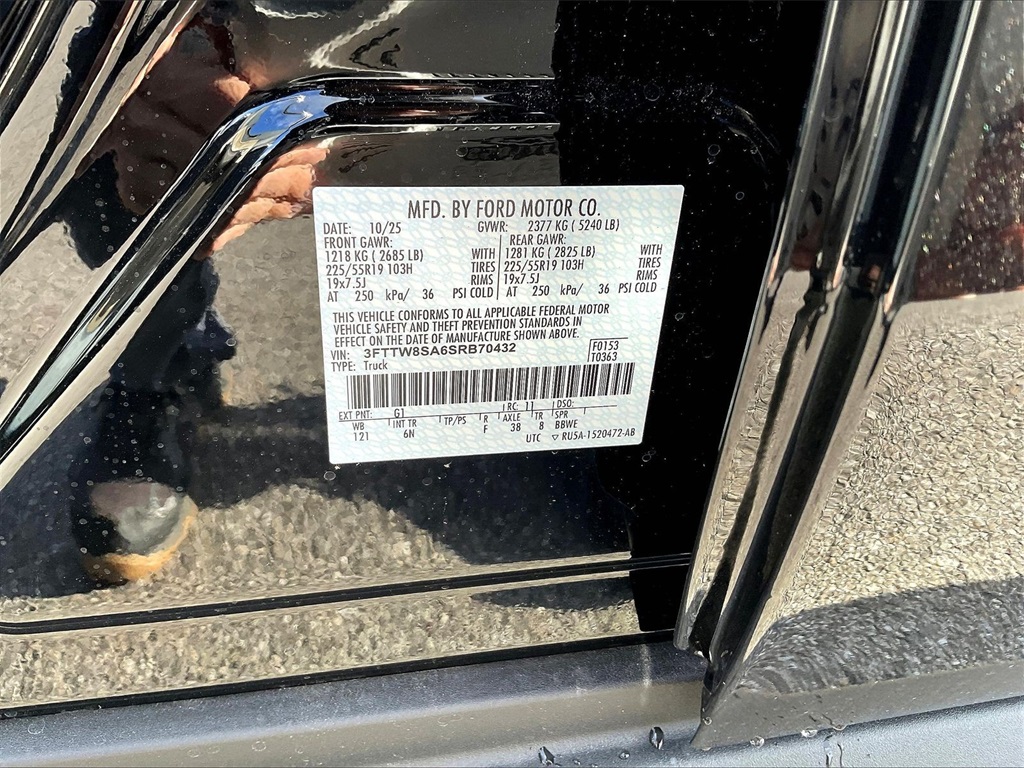 MFD. BY FORD MOTOR CO.
DATE: 10/25 GVWR: 2377 KG ( 5240 LB)
FRONT GAWR: REAR GAWR:
1218 KG ( 2685 LB) WITH 1281 KG ( 2825 LB) WITH
225/55R19 103H TIRES 225/55R19 103H TIRES
19x7.5J RIMS 19x7.5J RIMS
AT 250 kPa/ 36 PSI COLD AT 250 kPa/ 36 PSI COLD
THIS VEHICLE CONFORMS TO ALL APPLICABLE FEDERAL MOTOR
VEHICLE SAFETY AND THEFT PREVENTION STANDARDS IN
EFFECT ON THE DATE OF MANUFACTURE SHOWN ABOVE.
VIN: 3FTTW8SA6SRB70432 F0153
TYPE: Truck T0363
EXT PNT: G1 RC: 11 DSO:
WB INT TR TP/PS R AXLE TR SPR
121 6N F 38 8 BBWE
UTC ▽ RU5A-1520472-AB